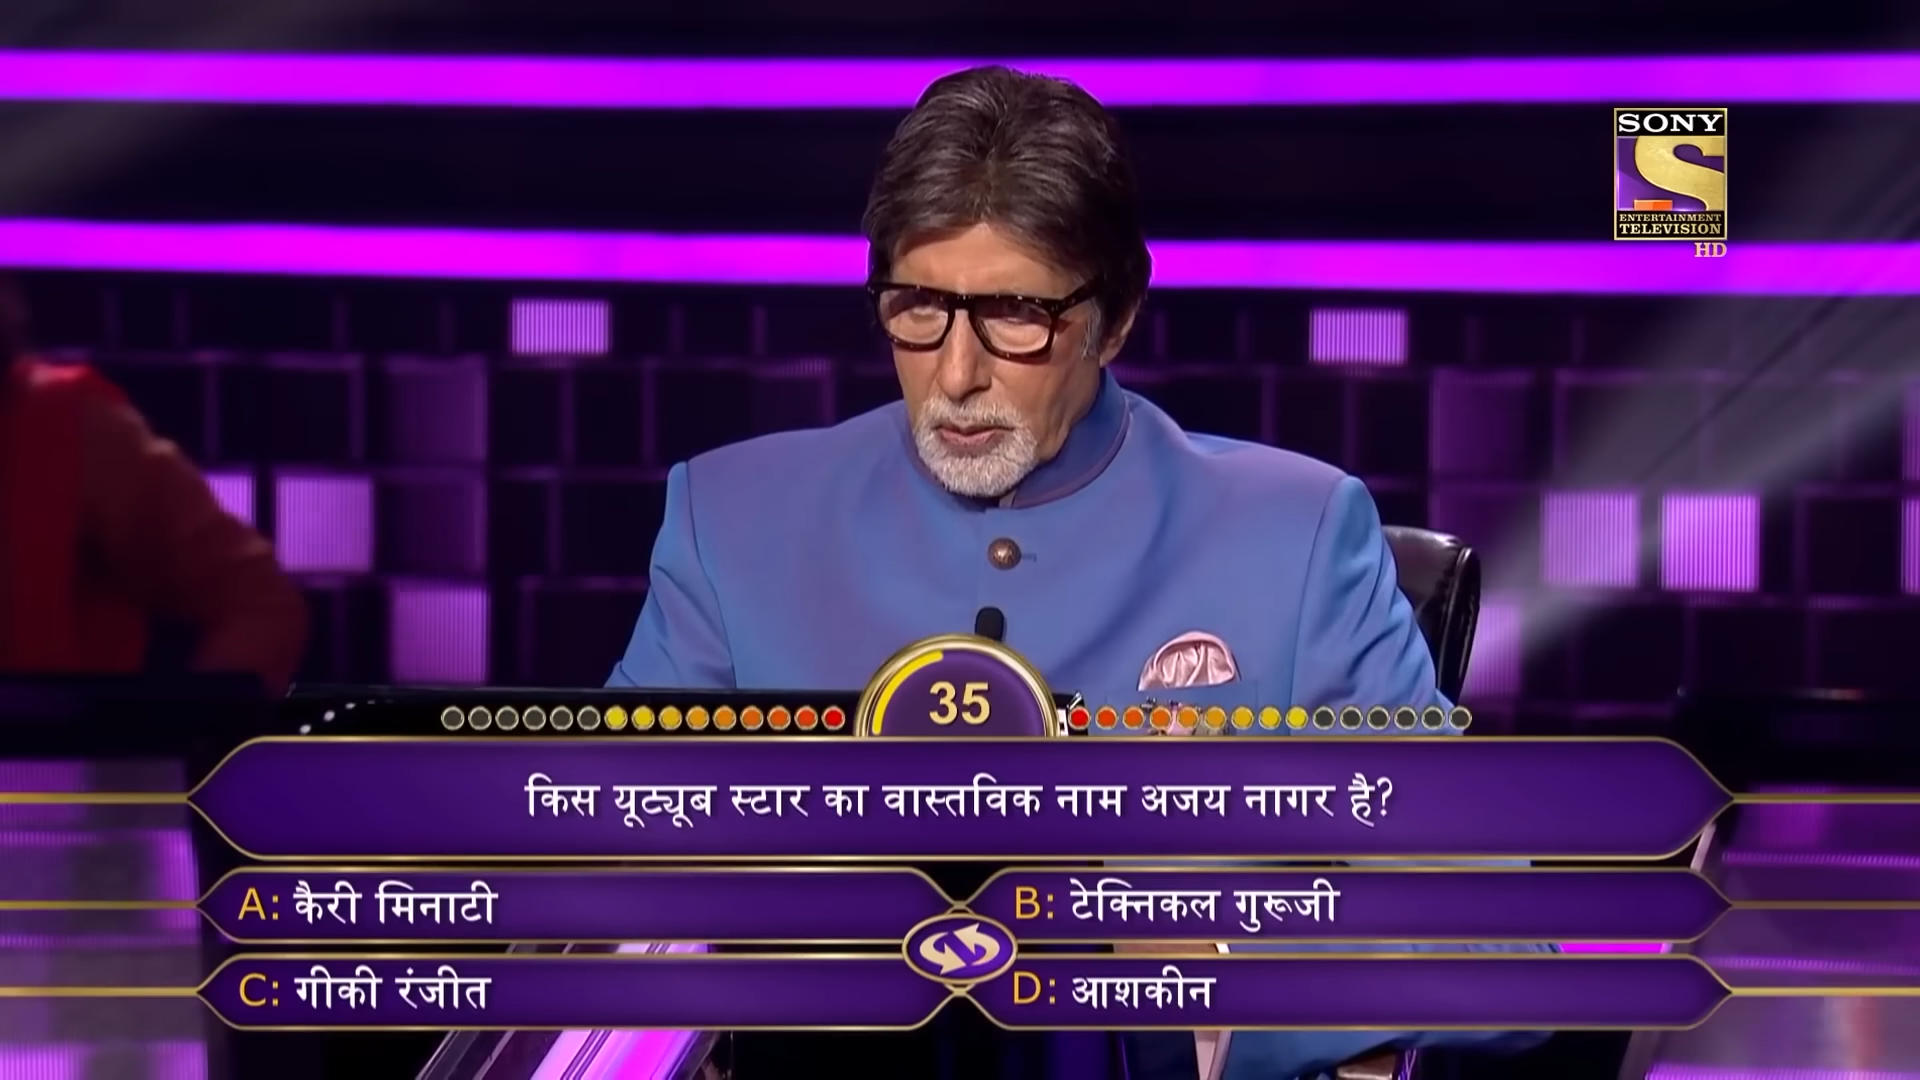 SONY
ENTERTAINMENT
TELEVISION
HD
35
किस यूट्यूब स्टार का वास्तविक नाम अजय नागर है?
A: कैरी मिनाटी
B: टेक्निकल गुरूजी
C: गीकी रंजीत
D: आशकीन